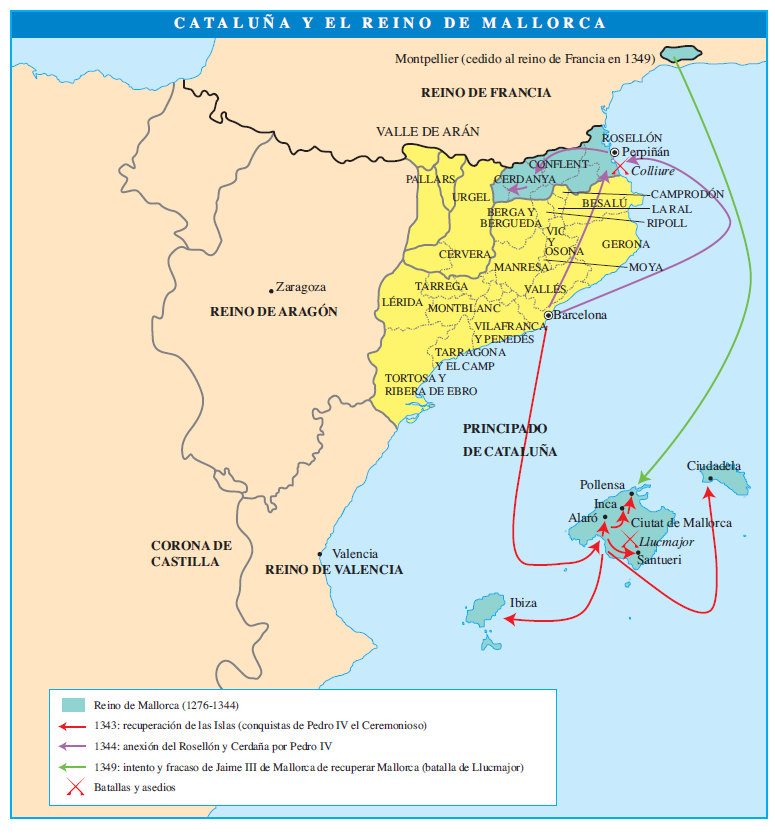 CATALUÑA Y EL REINO DE MALLORCA
Montpellier (cedido al reino de Francia en 1349)
REINO DE FRANCIA
VALLE DE ARÁN
ROSELLÓN
Perpiñán
CONFLENT
Colliure
PALLARS
CERDANYA
URGEL
CAMPRODÓN
BESALÚ
LA RAL
BERGA Y
BERGUEDA
RIPOLL
VIC
Y
OSONA
GERONA
CERVERA
MANRESA
MOYA
Zaragoza
TÁRREGA
VALLÉS
LÉRIDA
MONTBLANC
REINO DE ARAGÓN
Barcelona
VILAFRANCA
Y PENEDÉS
TARRAGONA
Y EL CAMP
TORTOSA Y
RIBERA DE EBRO
PRINCIPADO
DE CATALUÑA
Ciudadela
Pollensa
Inca
Alaró
Ciutat de Mallorca
Llucmajor
Santueri
CORONA DE
CASTILLA
Valencia
REINO DE VALENCIA
Ibiza
Reino de Mallorca (1276-1344)
1343: recuperación de las Islas (conquistas de Pedro IV el Ceremonioso)
1344: anexión del Rosellón y Cerdaña por Pedro IV
1349: intento y fracaso de Jaime III de Mallorca de recuperar Mallorca (batalla de Llucmajor)
Batallas y asedios